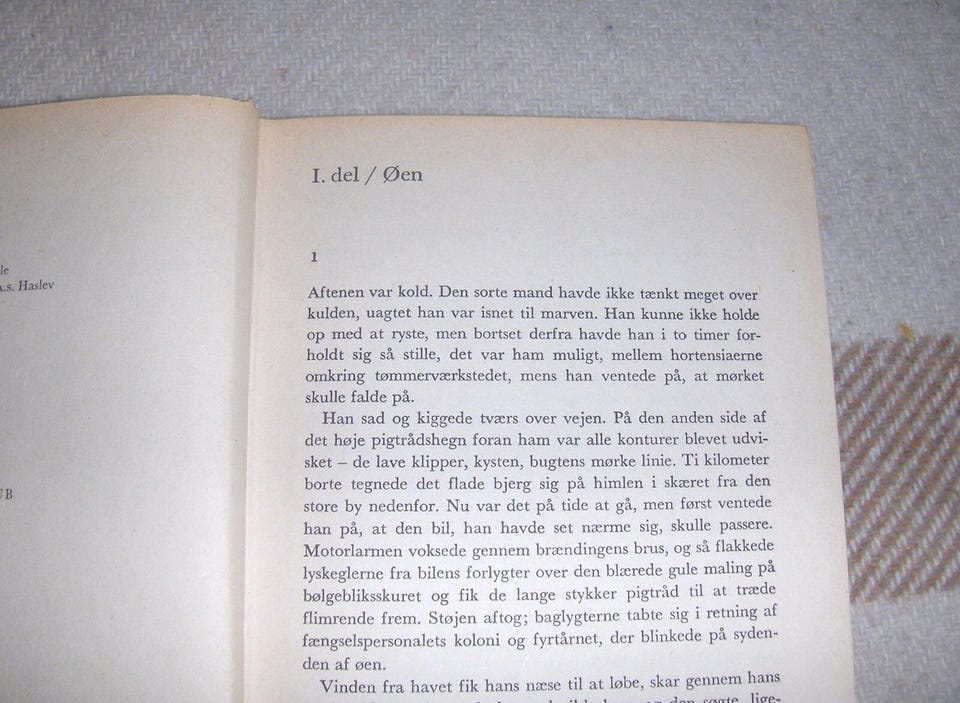 le
A.s. Haslev
UB
I. del / Øen
1
Aftenen var kold. Den sorte mand havde ikke tænkt meget over
kulden, uagtet han var isnet til marven. Han kunne ikke holde
op med at ryste, men bortset derfra havde han i to timer for-
holdt sig så stille, det var ham muligt, mellem hortensiaerne
omkring tømmerværkstedet, mens han ventede på, at mørket
skulle falde på.
Han sad og kiggede tværs over vejen. På den anden side af
det høje pigtrådshegn foran ham var alle konturer blevet udvi-
sket – de lave klipper, kysten, bugtens mørke linie. Ti kilometer
borte tegnede det flade bjerg sig på himlen i skæret fra den
store by nedenfor. Nu var det på tide at gå, men først ventede
han på, at den bil, han havde set nærme sig, skulle passere.
Motorlarmen voksede gennem brændingens brus, og så flakkede
lyskeglerne fra bilens forlygter over den blærede gule maling på
bølgebliksskuret og fik de lange stykker pigtråd til at træde
flimrende frem. Støjen aftog; baglygterne tabte sig i retning af
fængselspersonalets koloni og fyrtårnet, der blinkede på syden-
den af øen.
Vinden fra havet fik hans næse til at løbe, skar gennem hans